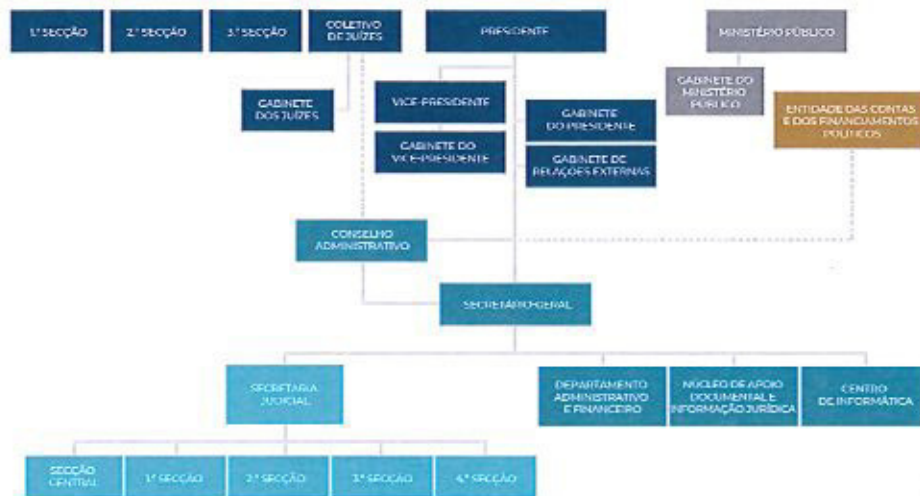 1.ª SECÇÃO
2.ª SECÇÃO
3.ª SECÇÃO
COLETIVO
DE JUÍZES
PRESIDENTE
MINISTÉRIO PÚBLICO
GABINETE
DOS JUÍZES
VICE-PRESIDENTE
GABINETE DO
VICE-PRESIDENTE
GABINETE
DO PRESIDENTE
GABINETE DE
RELAÇÕES EXTERNAS
GABINETE DO
MINISTÉRIO
PÚBLICO
ENTIDADE DAS CONTAS
E DOS FINANCIAMENTOS
POLÍTICOS
CONSELHO
ADMINISTRATIVO
SECRETÁRIO-GERAL
SECRETARIA
JUDICIAL
DEPARTAMENTO
ADMINISTRATIVO
E FINANCEIRO
NÚCLEO DE APOIO
DOCUMENTAL E
INFORMAÇÃO JURÍDICA
CENTRO
DE INFORMÁTICA
SECÇÃO
CENTRAL
1.ª SECÇÃO
2.ª SECÇÃO
3.ª SECÇÃO
4.ª SECÇÃO